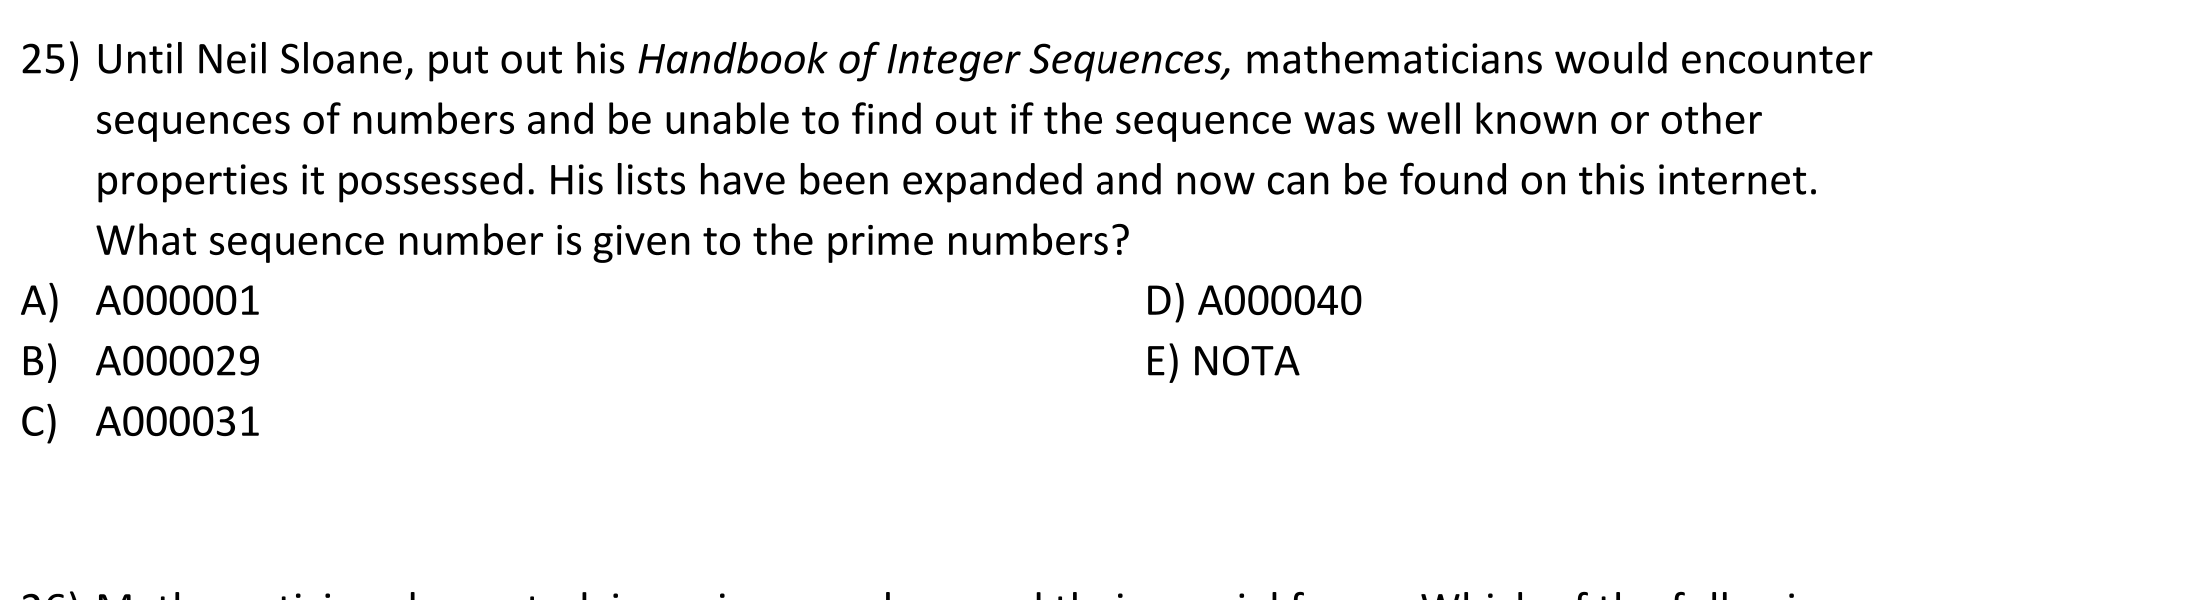 25) Until Neil Sloane, put out his Handbook of Integer Sequences, mathematicians would encounter
sequences of numbers and be unable to find out if the sequence was well known or other
properties it possessed. His lists have been expanded and now can be found on this internet.
What sequence number is given to the prime numbers?
A) A000001
B) A000029
C) A000031
D) A000040
E) NOTA